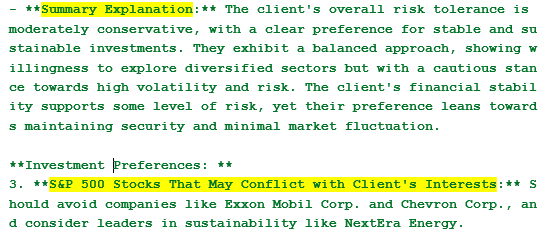 - **Summary Explanation:** The client's overall risk tolerance is
moderately conservative, with a clear preference for stable and su
stainable investments. They exhibit a balanced approach, showing w
illingness to explore diversified sectors but with a cautious stan
ce towards high volatility and risk. The client's financial stabil
ity supports some level of risk, yet their preference leans toward
s maintaining security and minimal market fluctuation.

**Investment Preferences: **
3. **S&P 500 Stocks That May Conflict with Client's Interests:** S
hould avoid companies like Exxon Mobil Corp. and Chevron Corp., an
d consider leaders in sustainability like NextEra Energy.